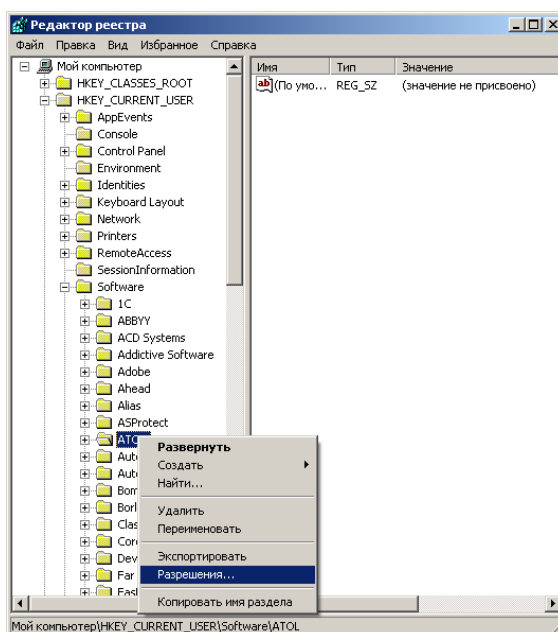 Редактор реестра
Файл Правка Вид Избранное Справка
Мой компьютер
HKEY_CLASSES_ROOT
HKEY_CURRENT_USER
AppEvents
Console
Control Panel
Environment
Identities
Keyboard Layout
Network
Printers
RemoteAccess
SessionInformation
Software
1C
ABBYY
ACD Systems
Addictive Software
Adobe
Ahead
Alias
ASProtect
Far
Имя Тип Значение
(По умо... REG_SZ (значение не присвоено)
Развернуть
Создать
Найти...
Удалить
Переименовать
Экспортировать
Разрешения...
Копировать имя раздела
Мой компьютер\HKEY_CURRENT_USER\Software\ATOL